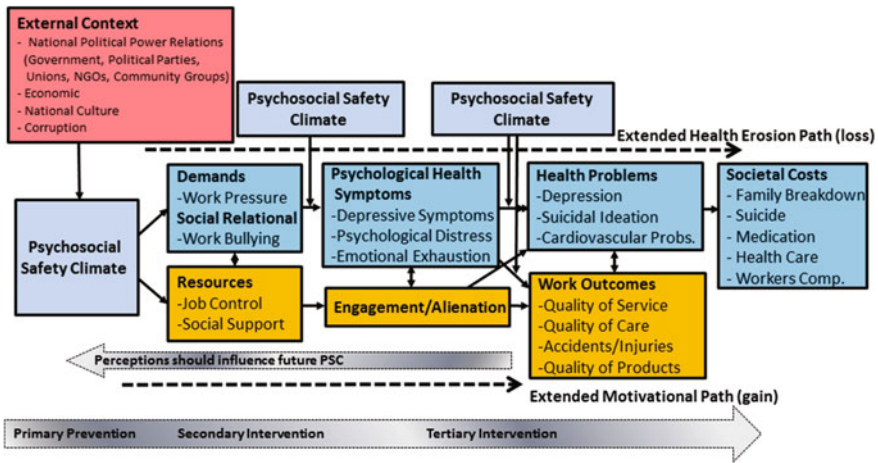 External Context
- National Political Power Relations
(Government, Political Parties,
Unions, NGOs, Community Groups)
- Economic
- National Culture
- Corruption
Psychosocial Safety
Climate
Psychosocial Safety
Climate
Extended Health Erosion Path (loss)
Psychosocial
Safety Climate
Demands
- Work Pressure
Social Relational
-Work Bullying
Psychological Health
Symptoms
-Depressive Symptoms
-Psychological Distress
-Emotional Exhaustion
Health Problems
-Depression
-Suicidal Ideation
-Cardiovascular Probs.
Societal Costs
- Family Breakdown
- Suicide
- Medication
- Health Care
- Workers Comp.
Resources
-Job Control
-Social Support
Engagement/Alienation
Work Outcomes
-Quality of Service
-Quality of Care
-Accidents/Injuries
-Quality of Products
Perceptions should influence future PSC
Extended Motivational Path (gain)
Primary Prevention
Secondary Intervention
Tertiary Intervention